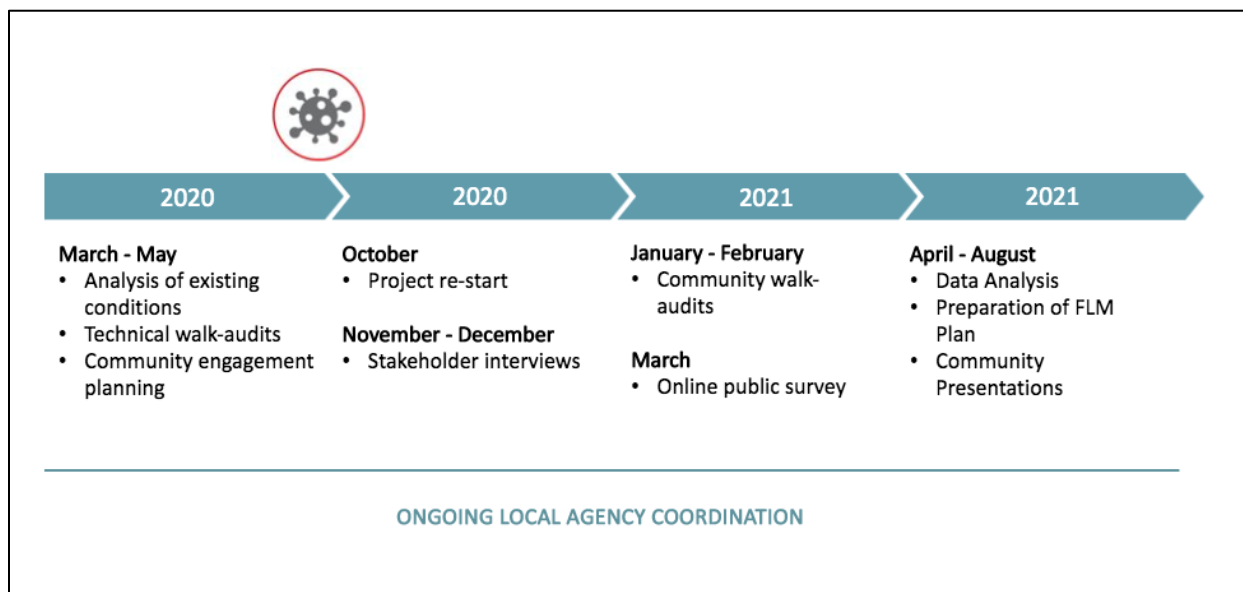 2020
March - May
• Analysis of existing
conditions
• Technical walk-audits
• Community engagement
planning
2020
October
• Project re-start
November - December
• Stakeholder interviews
2021
January - February
• Community walk-
audits
March
• Online public survey
2021
April - August
• Data Analysis
• Preparation of FLM
Plan
• Community
Presentations
ONGOING LOCAL AGENCY COORDINATION